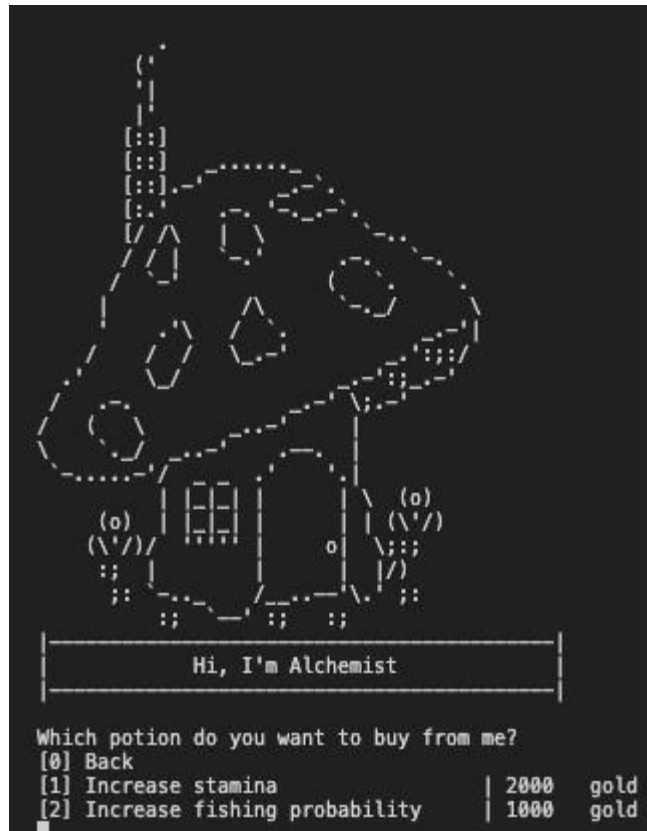 Hi, I'm Alchemist
Which potion do you want to buy from me?
[0] Back
[1] Increase stamina | 2000 gold
[2] Increase fishing probability | 1000 gold